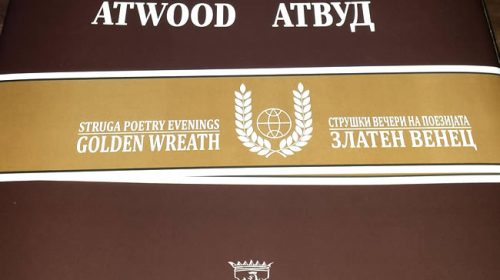 ATWOOD АТВУД
STRUGA POETRY EVENINGS
GOLDEN WREATH
СТРУШКИ ВЕЧЕРИ НА ПОЕЗИЈАТА
ЗЛАТЕН ВЕНЕЦ